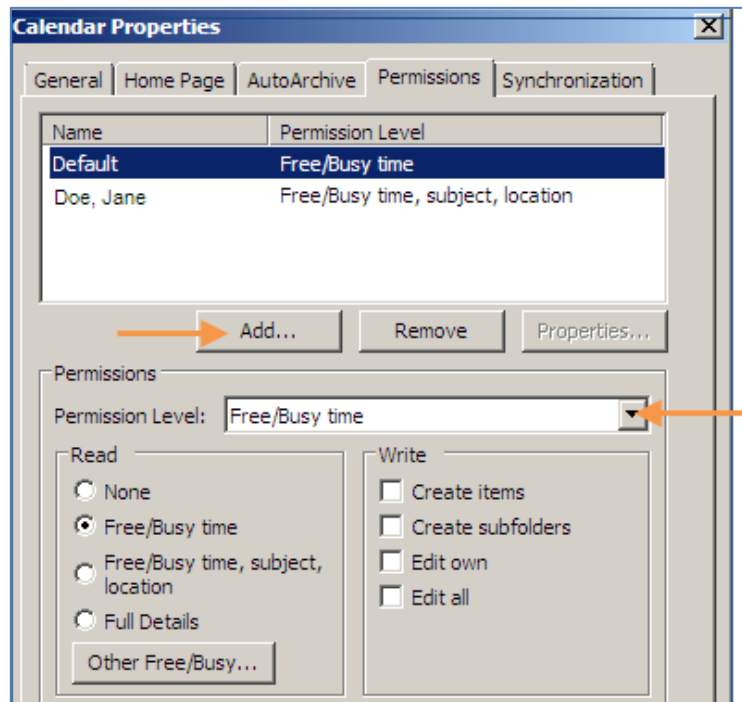 Calendar Properties
General Home Page AutoArchive Permissions Synchronization
Name Permission Level
Default Free/Busy time
Doe, Jane Free/Busy time, subject, location
Add... Remove Properties...
Permissions
Permission Level: Free/Busy time
Read Write
None Create items
Free/Busy time Create subfolders
Free/Busy time, subject, Edit own
location Edit all
Full Details
Other Free/Busy...